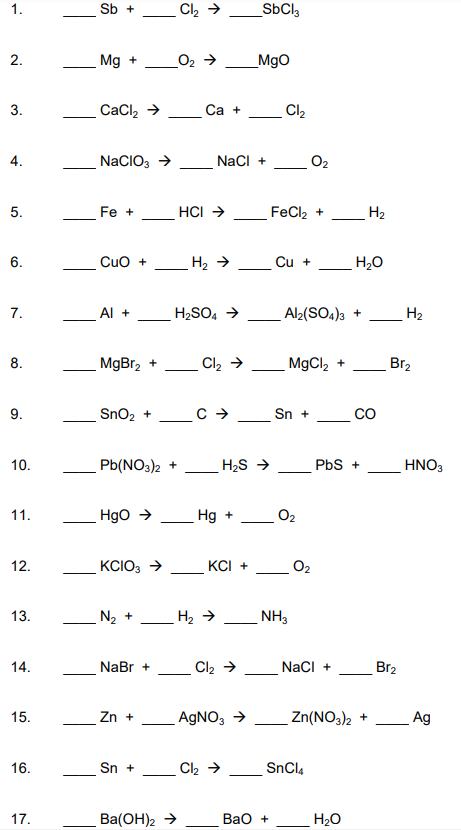 1. ____ Sb + ____ Cl₂ → ____SbCl₃
2. ____ Mg + ____O₂ → ____MgO
3. ____ CaCl₂ → ____ Ca + ____ Cl₂
4. ____ NaClO₃ → ____ NaCl + ____ O₂
5. ____ Fe + ____ HCl → ____ FeCl₂ + ____ H₂
6. ____ CuO + ____ H₂ → ____ Cu + ____ H₂O
7. ____ Al + ____ H₂SO₄ → ____ Al₂(SO₄)₃ + ____ H₂
8. ____ MgBr₂ + ____ Cl₂ → ____ MgCl₂ + ____ Br₂
9. ____ SnO₂ + ____ C → ____ Sn + ____ CO
10. ____ Pb(NO₃)₂ + ____ H₂S → ____ PbS + ____ HNO₃
11. ____ HgO → ____ Hg + ____ O₂
12. ____ KClO₃ → ____ KCl + ____ O₂
13. ____ N₂ + ____ H₂ → ____ NH₃
14. ____ NaBr + ____ Cl₂ → ____ NaCl + ____ Br₂
15. ____ Zn + ____ AgNO₃ → ____ Zn(NO₃)₂ + ____ Ag
16. ____ Sn + ____ Cl₂ → ____ SnCl₄
17. ____ Ba(OH)₂ → ____ BaO + ____ H₂O